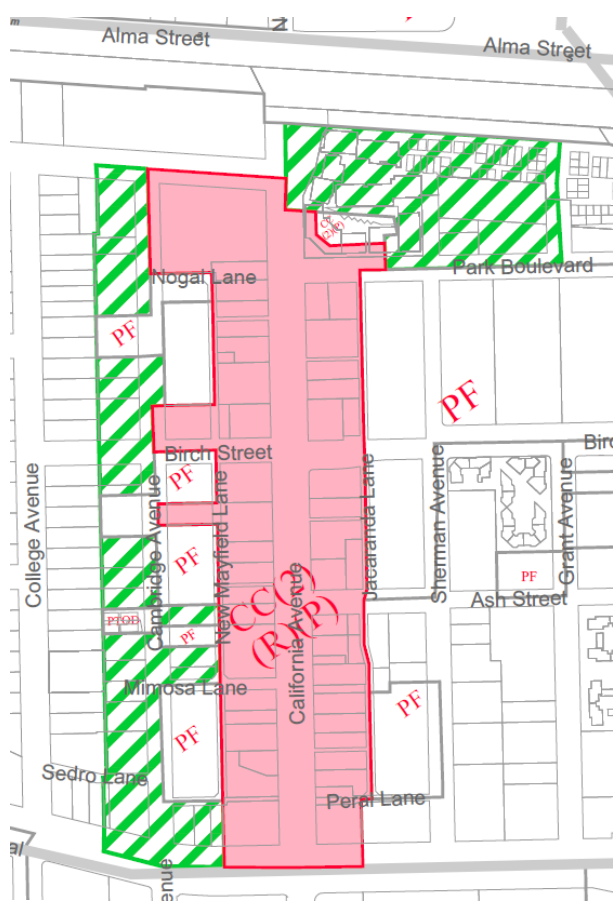 Alma Street
Alma Street
Park Boulevard
Nogal Lane
PF
PF
Birch Street
PF
College Avenue
Cambridge Avenue
New Mayfield Lane
Jacaranda Lane
Sherman Avenue
Grant Avenue
PF
PF
CC(2)
(R)(P)
California Avenue
Ash Street
PTOD
PF
Mimosa Lane
PF
PF
Sedro Lane
Peral Lane